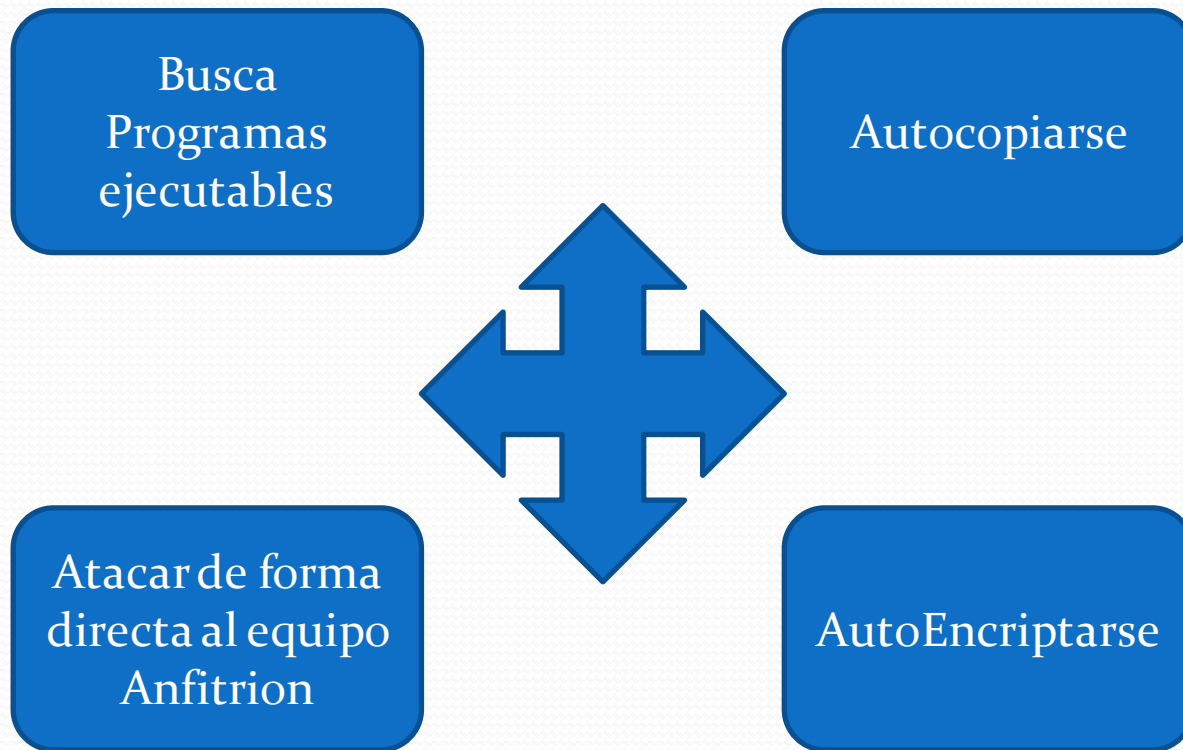 Busca
Programas
ejecutables
Autocopiarse
Atacar de forma
directa al equipo
Anfitrion
AutoEncriptarse